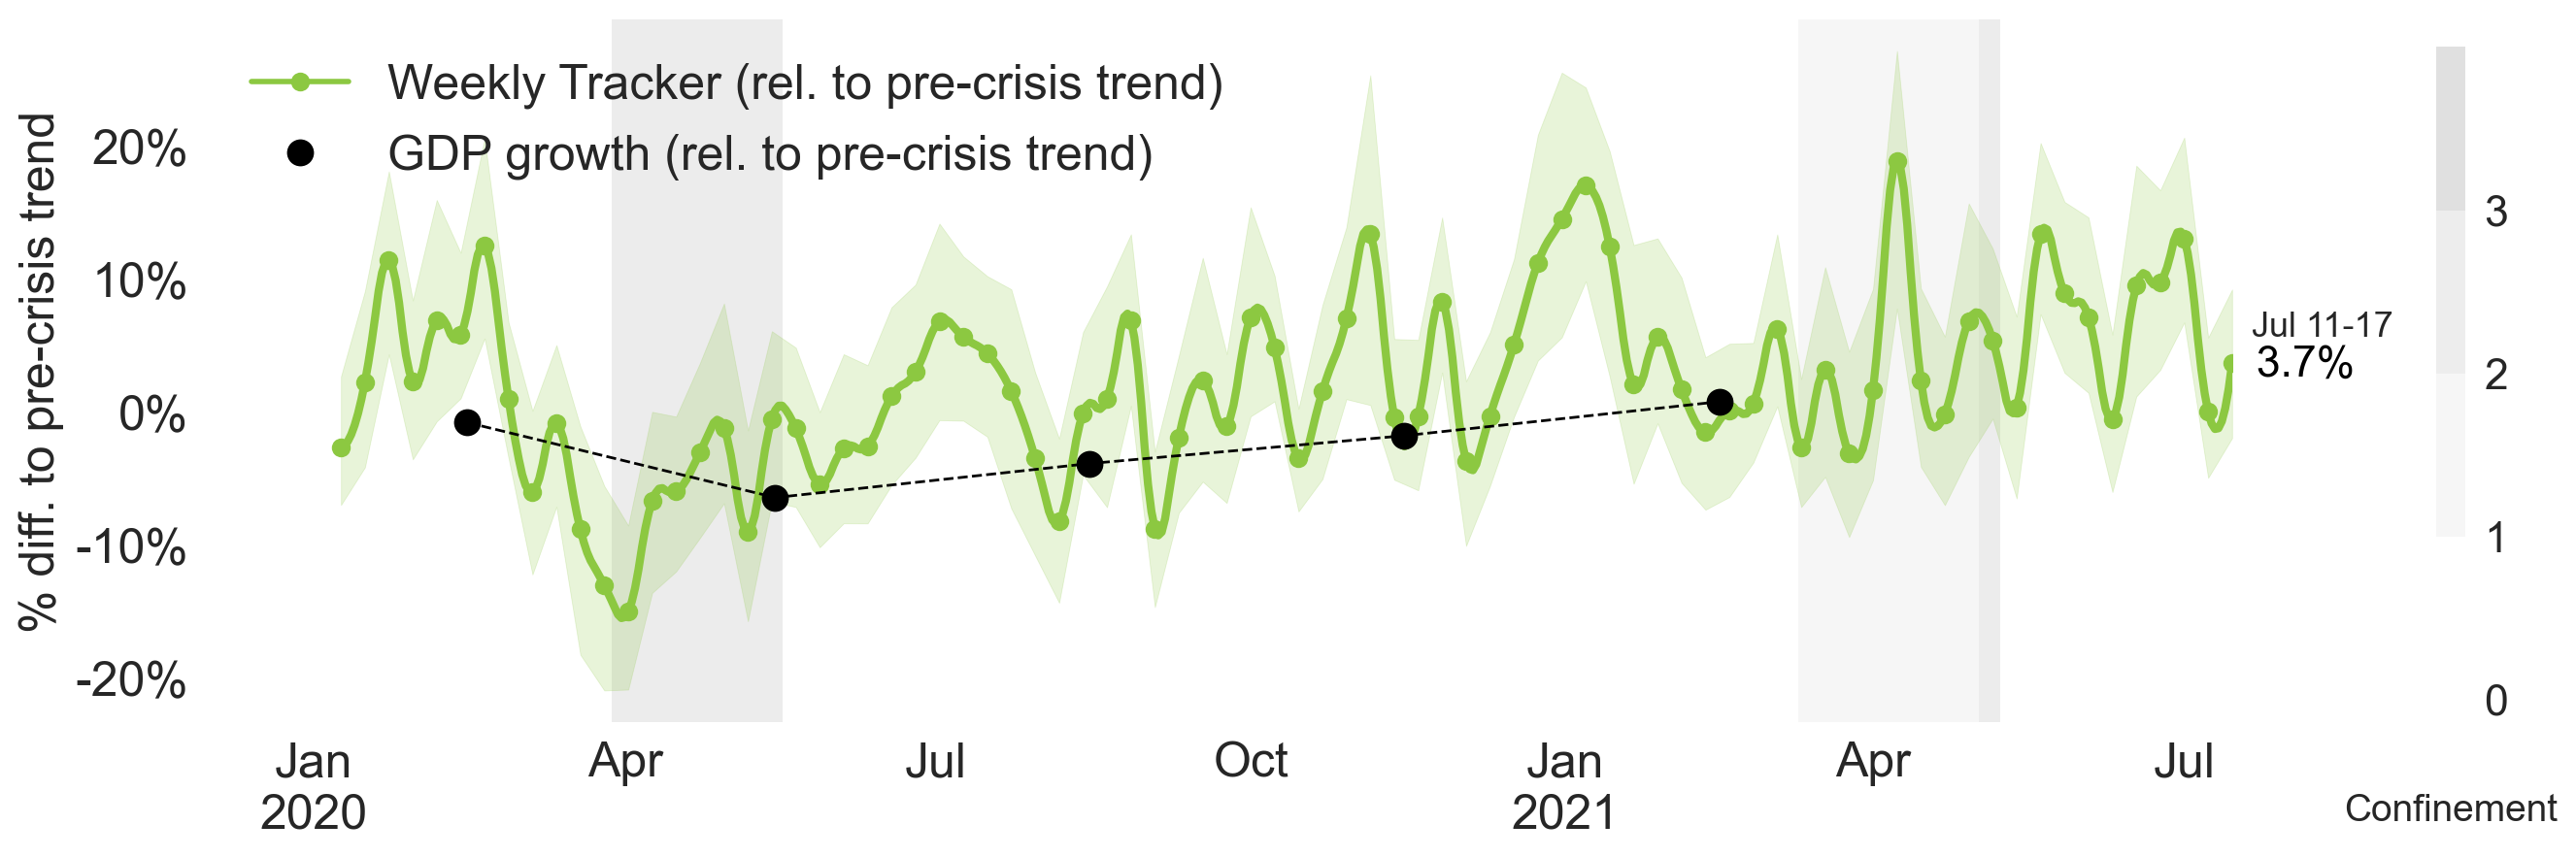 Weekly Tracker (rel. to pre-crisis trend)
GDP growth (rel. to pre-crisis trend)
% diff. to pre-crisis trend
20%
10%
0%
-10%
-20%
Jan
2020
Apr
Jul
Oct
Jan
2021
Apr
Jul
Jul 11-17
3.7%
3
2
1
0
Confinement